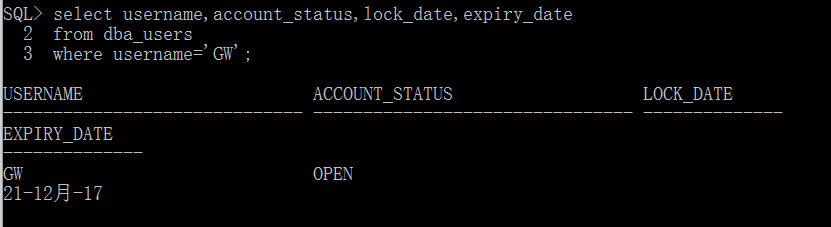 SQL> select username,account_status,lock_date,expiry_date
2 from dba_users
3 where username='GW';
USERNAME ACCOUNT_STATUS LOCK_DATE
------------------------------ -------------------------------- --------------
EXPIRY_DATE
--------------
GW OPEN
21-12月-17